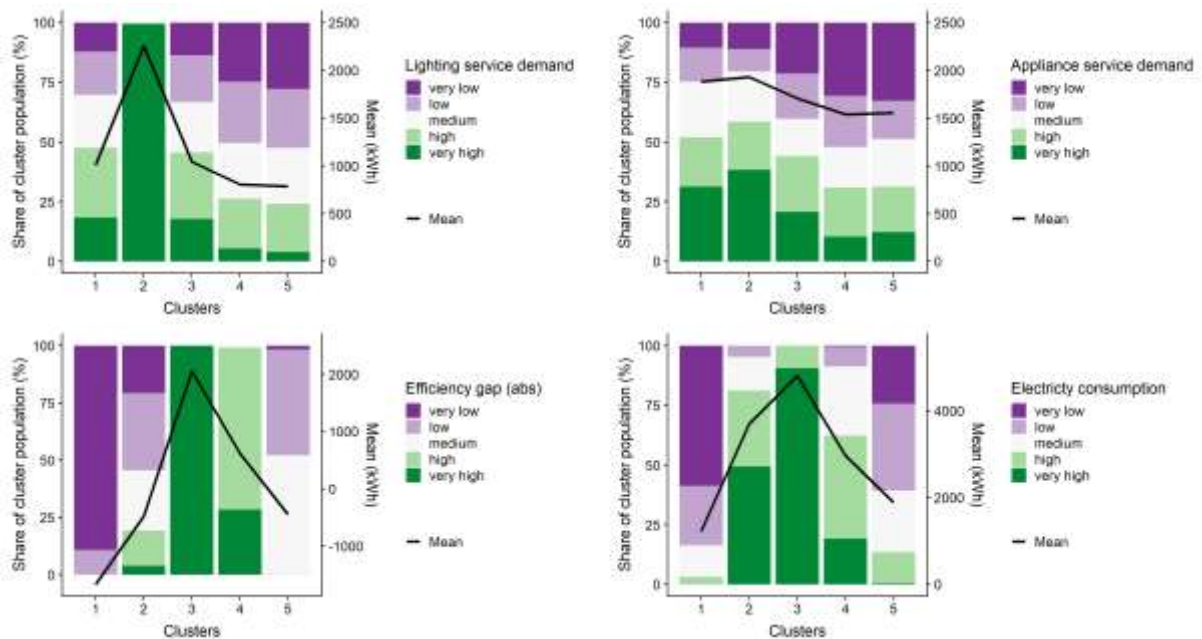 Share of cluster population (%)
100
75
50
25
0
1 2 3 4 5
Clusters
2500
2000
1500
1000
500
0
Mean (kWh)
Lighting service demand
very low
low
medium
high
very high
Mean
Share of cluster population (%)
100
75
50
25
0
1 2 3 4 5
Clusters
2500
2000
1500
1000
500
0
Mean (kWh)
Appliance service demand
very low
low
medium
high
very high
Mean
Share of cluster population (%)
100
75
50
25
0
1 2 3 4 5
Clusters
2000
1000
0
-1000
Mean (kWh)
Efficiency gap (abs)
very low
low
medium
high
very high
Mean
Share of cluster population (%)
100
75
50
25
0
1 2 3 4 5
Clusters
4000
2000
0
Mean (kWh)
Electricty consumption
very low
low
medium
high
very high
Mean